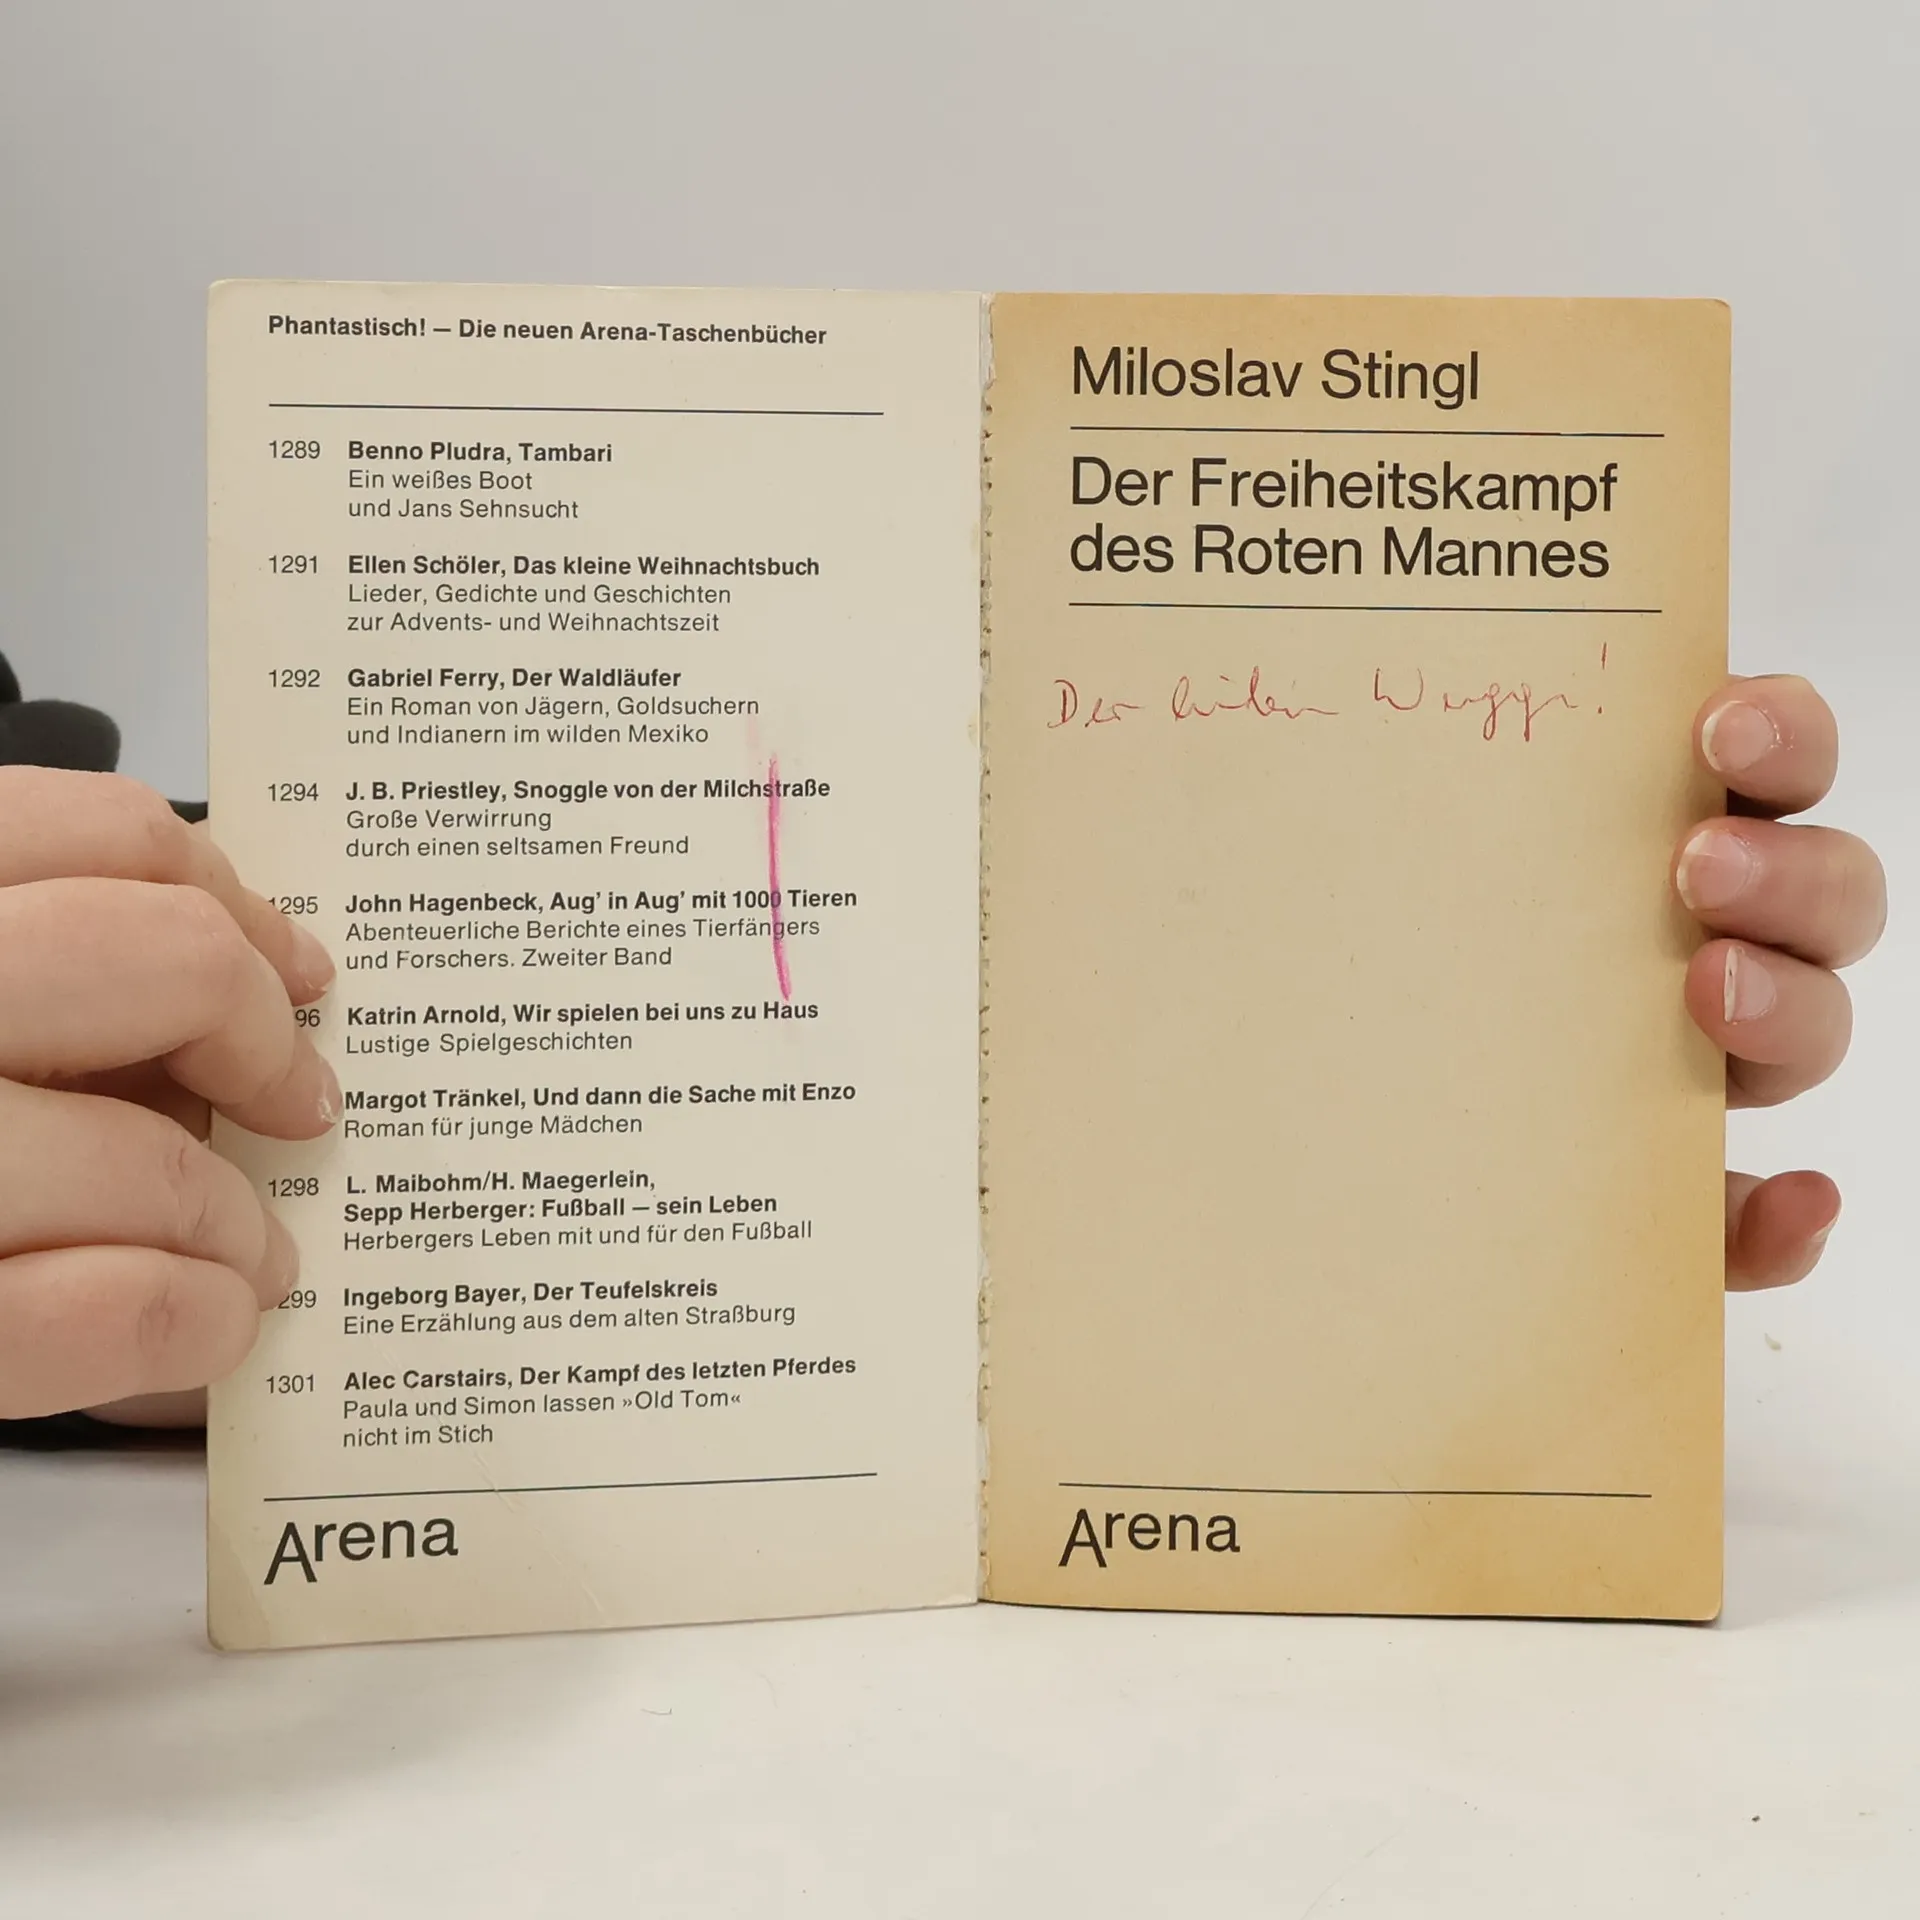 Phantastisch! — Die neuen Arena-Taschenbücher
1289 Benno Pludra, Tambari
Ein weißes Boot
und Jans Sehnsucht
1291 Ellen Schöler, Das kleine Weihnachtsbuch
Lieder, Gedichte und Geschichten
zur Advents- und Weihnachtszeit
1292 Gabriel Ferry, Der Waldläufer
Ein Roman von Jägern, Goldsuchern
und Indianern im wilden Mexiko
1294 J. B. Priestley, Snoggle von der Milchstraße
Große Verwirrung
durch einen seltsamen Freund
1295 John Hagenbeck, Aug’ in Aug’ mit 1000 Tieren
Abenteuerliche Berichte eines Tierfängers
und Forschers. Zweiter Band
96 Katrin Arnold, Wir spielen bei uns zu Haus
Lustige Spielgeschichten
Margot Tränkel, Und dann die Sache mit Enzo
Roman für junge Mädchen
1298 L. Maibohm/H. Maegerlein,
Sepp Herberger: Fußball — sein Leben
Herbergers Leben mit und für den Fußball
299 Ingeborg Bayer, Der Teufelskreis
Eine Erzählung aus dem alten Straßburg
1301 Alec Carstairs, Der Kampf des letzten Pferdes
Paula und Simon lassen »Old Tom«
nicht im Stich
Arena
Miloslav Stingl
Der Freiheitskampf
des Roten Mannes
Der
Arena